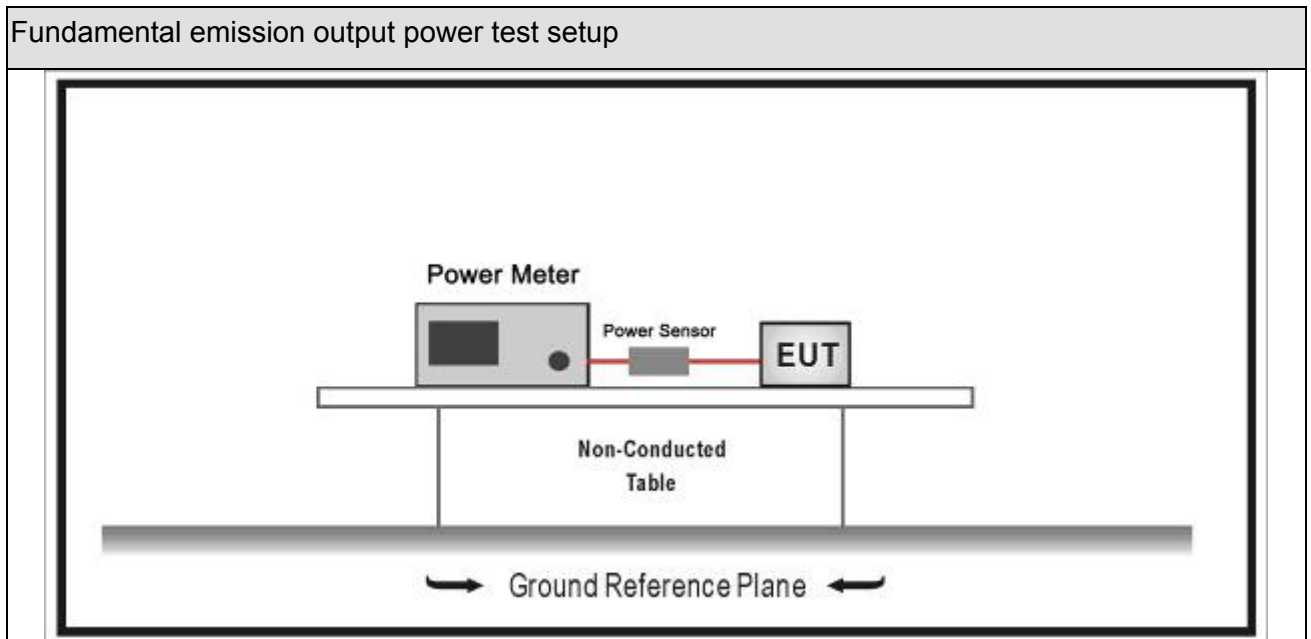 Fundamental emission output power test setup
Power Meter
Power Sensor
EUT
Non-Conducted
Table
Ground Reference Plane